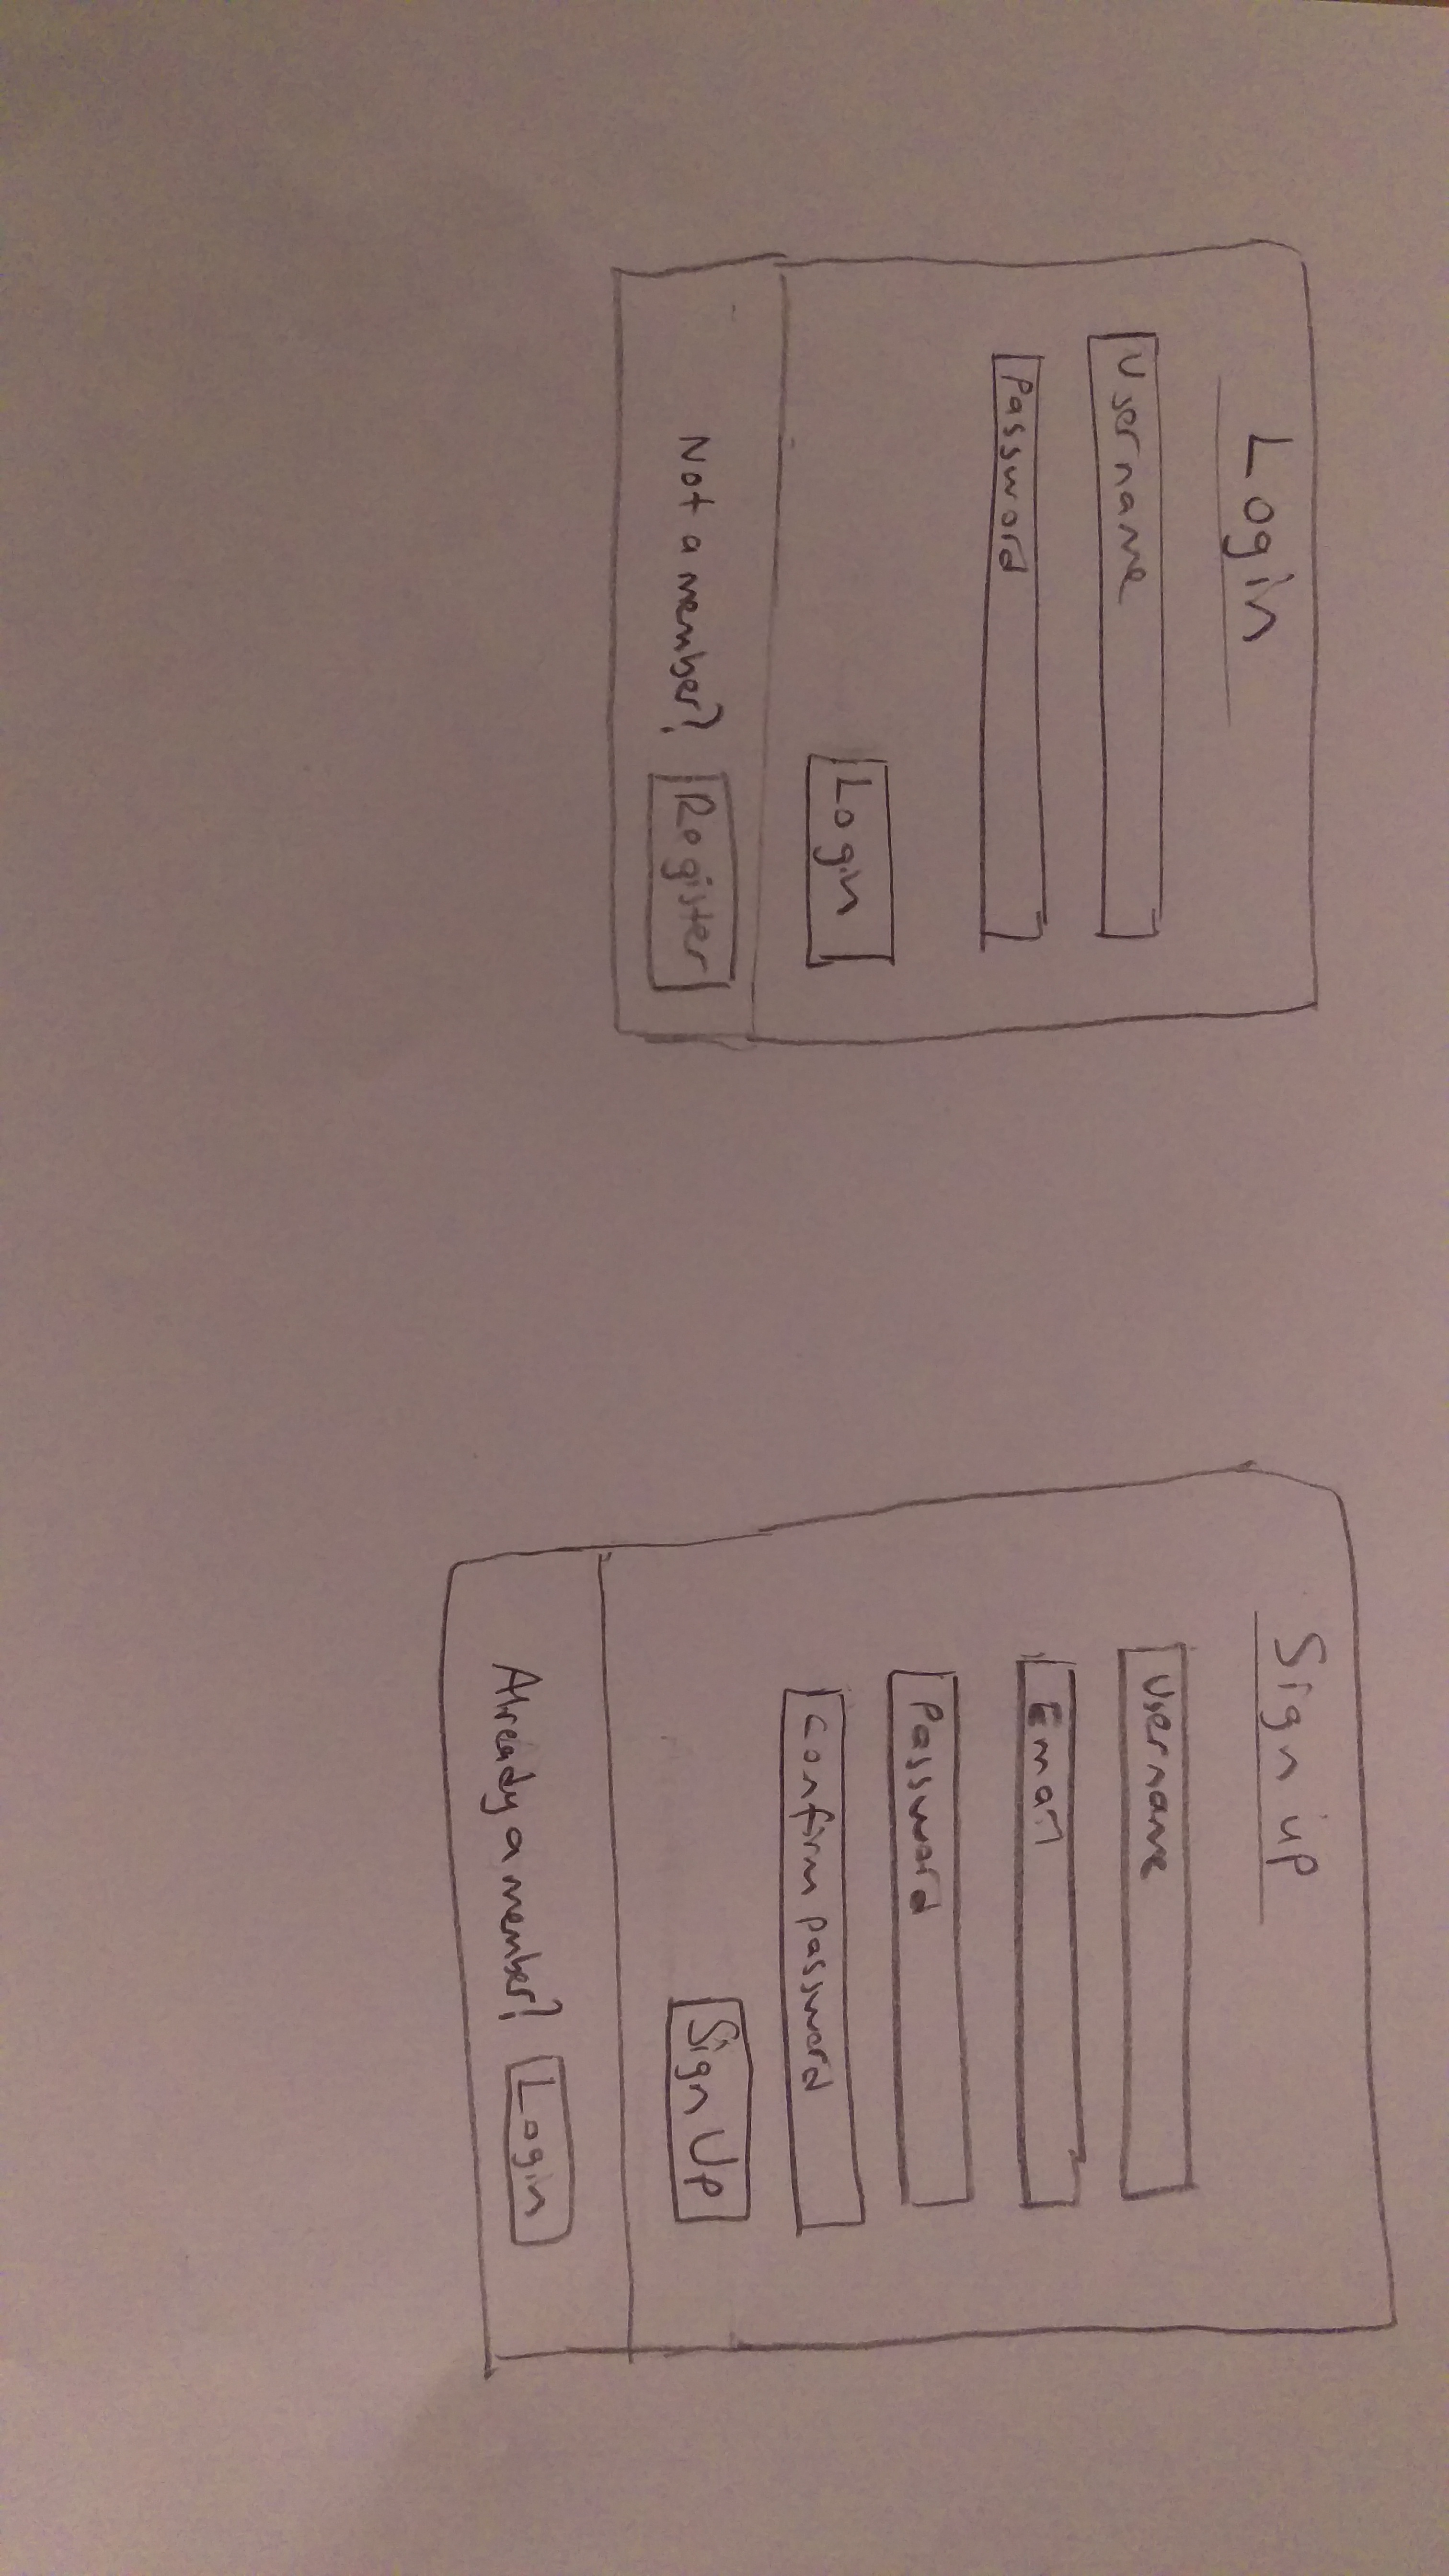 Login
Username
Password
Login
Not a member? Register
Sign up
Username
Email
Password
Confirm password
Sign Up
Already a member? Login